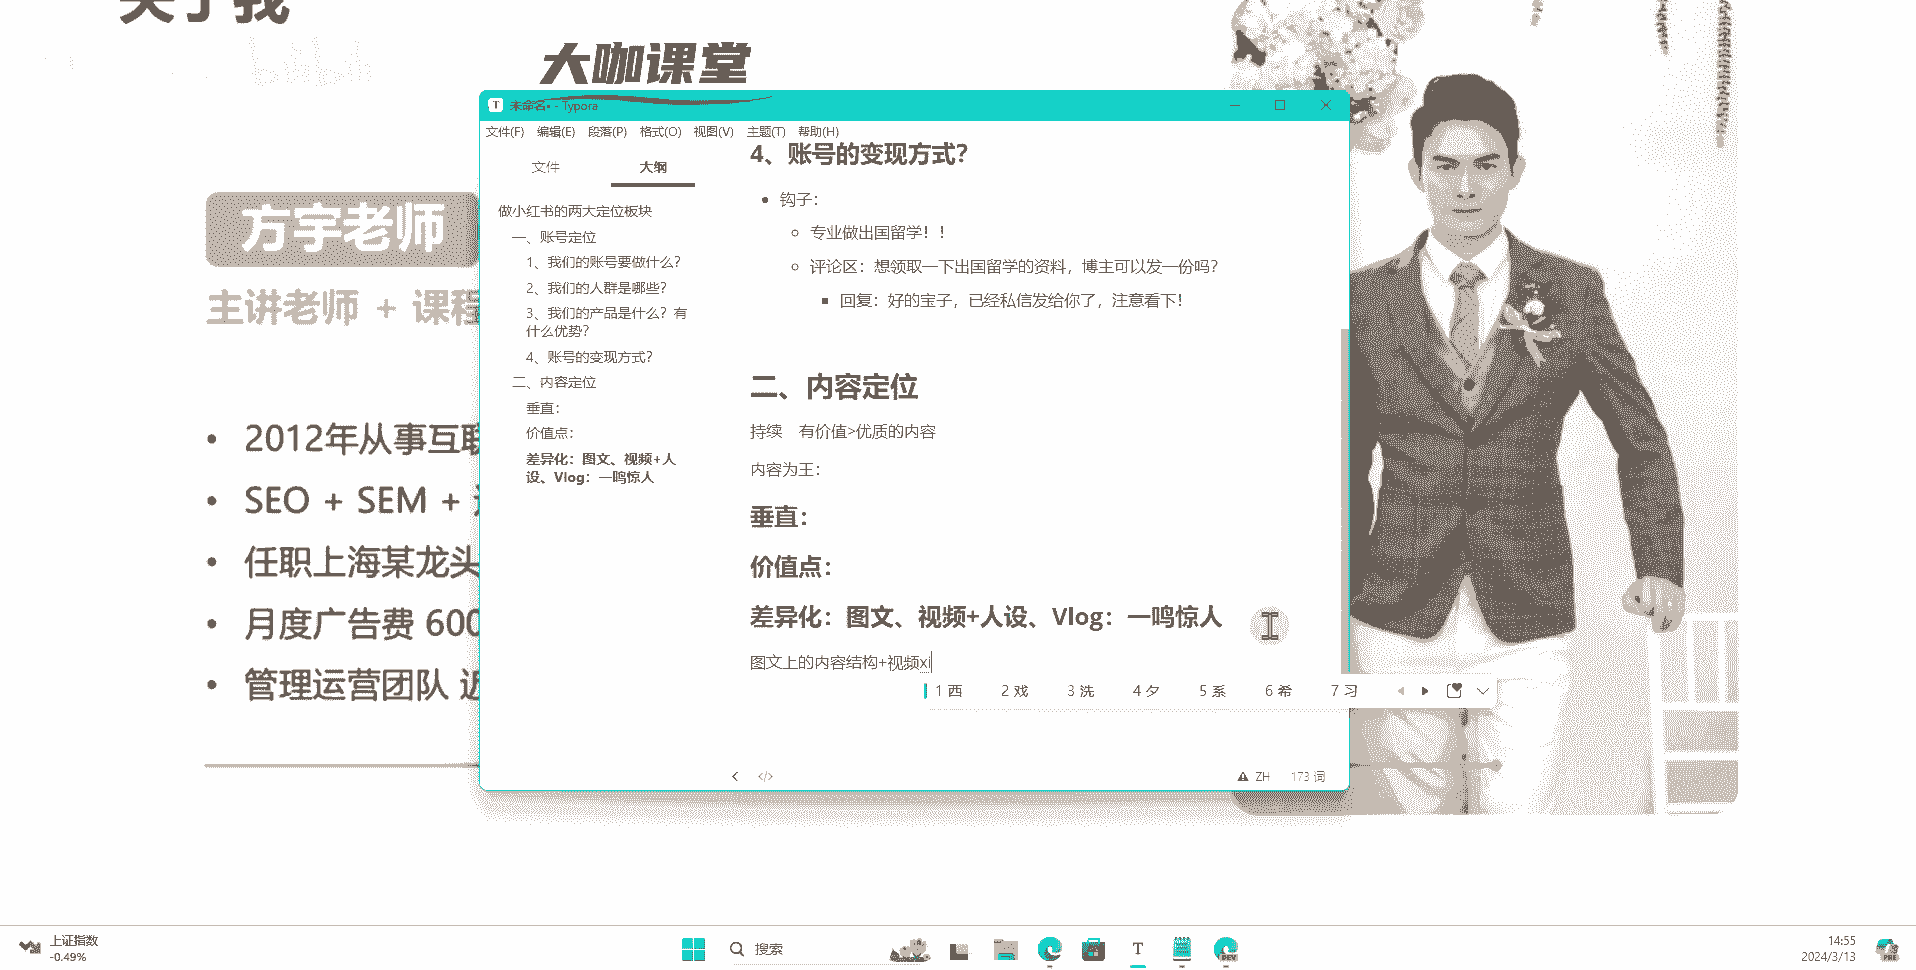 关于我
bilibili
大咖课堂
方宇老师
主讲老师 + 课程
2012年从事互联
SEO + SEM +
任职上海某龙头
月度广告费 600
管理运营团队 近
未命名• - Typora
文件(F) 编辑(E) 段落(P) 格式(O) 视图(V) 主题(T) 帮助(H)
文件 大纲
做小红书的两大定位板块
一、账号定位
1、我们的账号要做什么？
2、我们的人群是哪些？
3、我们的产品是什么？有
什么优势？
4、账号的变现方式？
二、内容定位
垂直：
价值点：
差异化：图文、视频+人
设、Vlog：一鸣惊人
4、账号的变现方式？
钩子：
专业做出国留学！！
评论区：想领取一下出国留学的资料，博主可以发一份吗？
回复：好的宝子，已经私信发给你了，注意看下！
二、内容定位
持续 有价值>优质的内容
内容为王：
垂直：
价值点：
差异化：图文、视频+人设、Vlog：一鸣惊人
图文上的内容结构+视频xi
1 西 2 戏 3 洗 4 夕 5 系 6 希 7 习
</> ZH 173 词
上证指数
-0.49%
搜索
T
DEV
14:55
2024/3/13
PRE